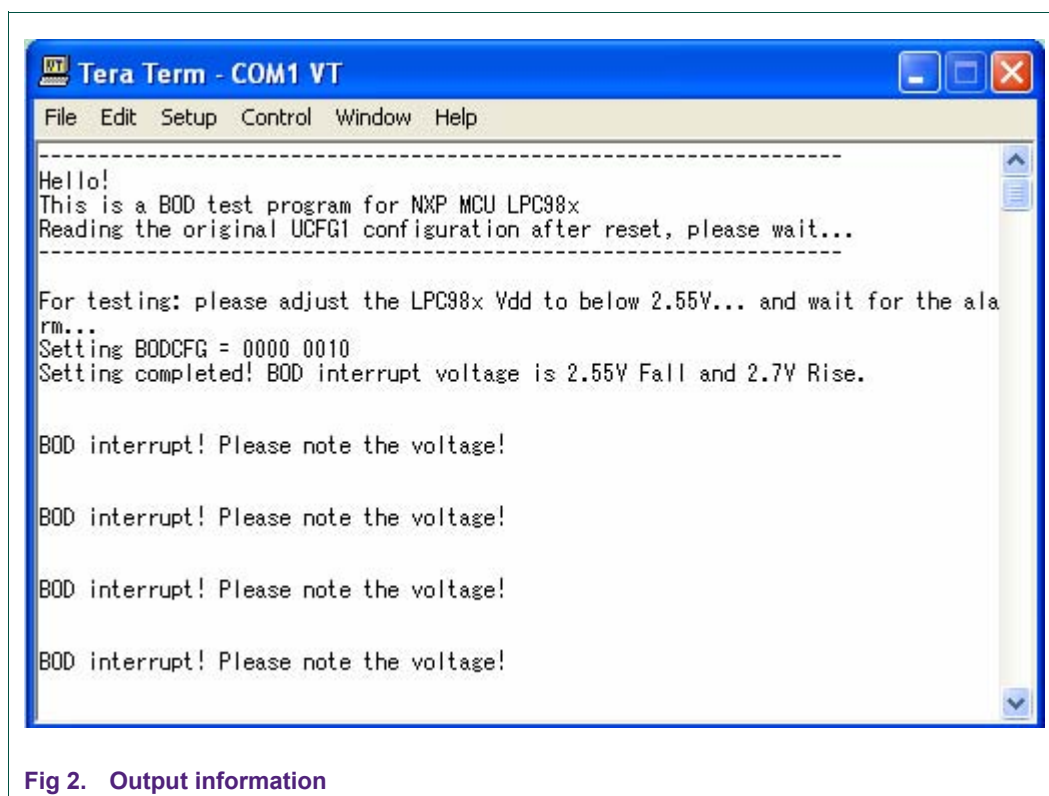 Tera Term - COM1 VT
File Edit Setup Control Window Help
-------------------------------------------------------------------
Hello!
This is a BOD test program for NXP MCU LPC98x
Reading the original UCFG1 configuration after reset, please wait...
-------------------------------------------------------------------
For testing: please adjust the LPC98x Vdd to below 2.55V... and wait for the ala
rm...
Setting BODCFG = 0000 0010
Setting completed! BOD interrupt voltage is 2.55V Fall and 2.7V Rise.
BOD interrupt! Please note the voltage!
BOD interrupt! Please note the voltage!
BOD interrupt! Please note the voltage!
BOD interrupt! Please note the voltage!
Fig 2. Output information